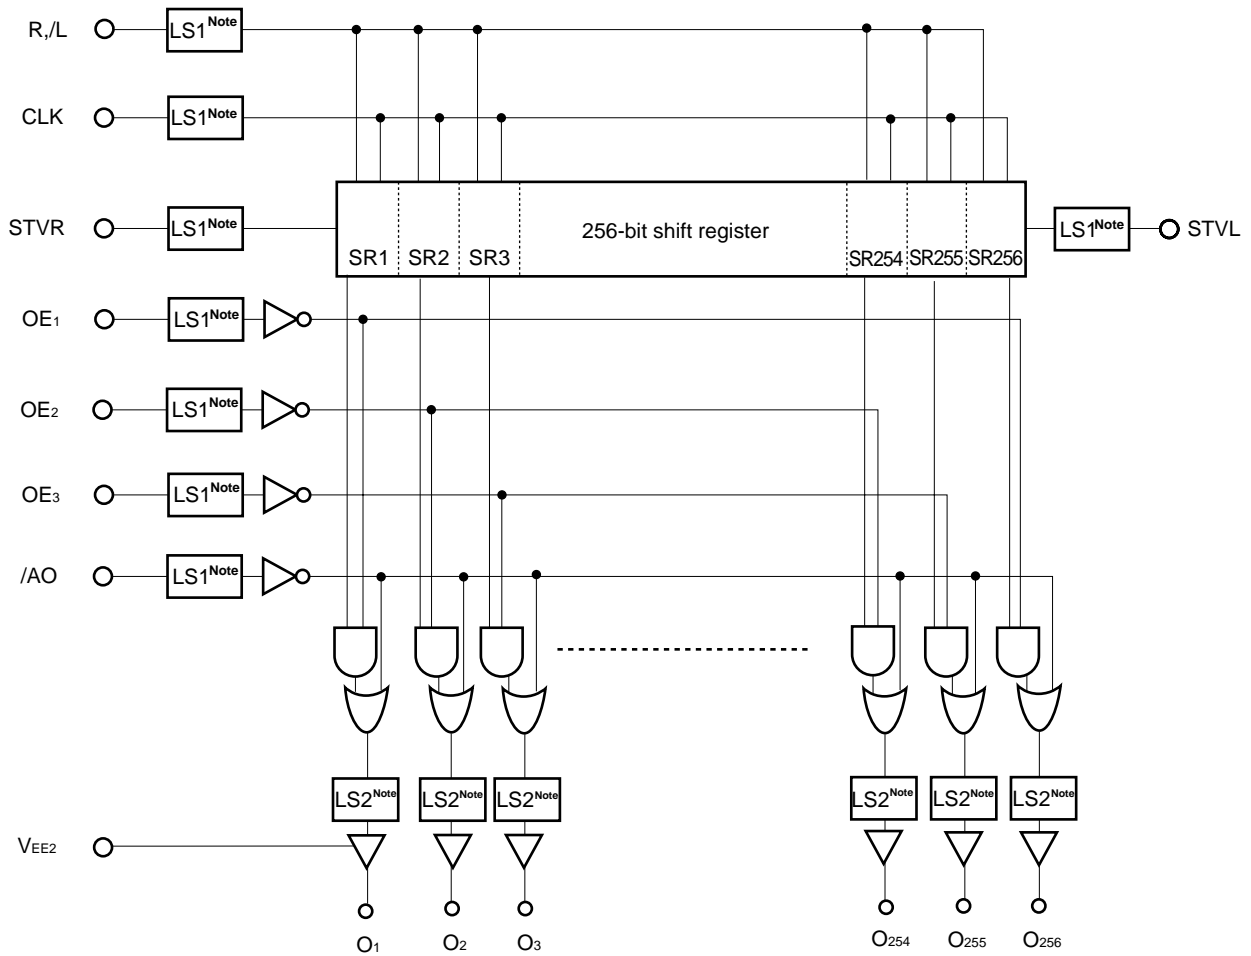 R,/L LS1Note
CLK LS1Note
STVR LS1Note 256-bit shift register LS1Note STVL
SR1 SR2 SR3 SR254 SR255 SR256
OE1 LS1Note
OE2 LS1Note
OE3 LS1Note
/AO LS1Note
LS2Note LS2Note LS2Note LS2Note LS2Note LS2Note
VEE2
O1 O2 O3 O254 O255 O256